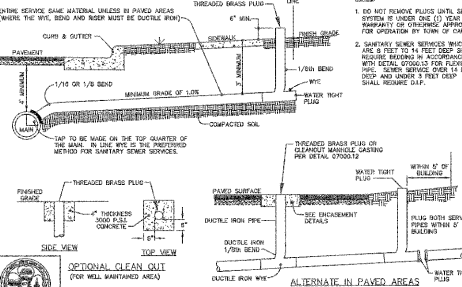 ENTIRE SERVICE SAME MATERIAL UNLESS IN PAVED AREAS
(WHERE THE WYE, BEND AND RISER MUST BE DUCTILE IRON)
THREADED BRASS PLUG
LINE
6" MIN.
CURB & GUTTER
SIDEWALK
FINISH GRADE
PAVEMENT
4' MINIMUM
3' MINIMUM
1/8th BEND
WYE
1/16 OR 1/8 BEND
MINIMUM GRADE OF 1.0%
WATER TIGHT
PLUG
MAIN
COMPACTED SOIL
TAP TO BE MADE ON THE TOP QUARTER OF
THE MAIN. IN LINE WYE IS THE PREFERRED
METHOD FOR SANITARY SEWER SERVICES.
1. DO NOT REMOVE PLUGS UNTIL
SYSTEM IS UNDER ONE (1) YEAR
WARRANTY OR OTHERWISE
FOR OPERATION BY TOWN OF
2. SANITARY SEWER SERVICES
ARE 8 FEET TO 14 FEET DEEP
REQUIRE BEDDING IN
WITH DETAIL 07000.13 FOR
PIPE. SEWER SERVICE OVER 14
DEEP AND UNDER 3 FEET DEEP
SHALL REQUIRE D.I.P.
THREADED BRASS PLUG
FINISHED
GRADE
4" THICKNESS
3000 P.S.I.
CONCRETE
6"
6"
SIDE VIEW
TOP VIEW
OPTIONAL CLEAN OUT
(FOR WELL MAINTAINED AREA)
THREADED BRASS PLUG OR
CLEANOUT MANHOLE CASTING
PER DETAIL 07000.12
WATER TIGHT
PLUG
WITHIN 5' OF
BUILDING
PAVED SURFACE
DUCTILE IRON PIPE
SEE ENCASEMENT
DETAILS
PLUG BOTH
PIPES WITHIN 5'
BUILDING
DUCTILE IRON
1/8th BEND
DUCTILE IRON WYE
WATER
PLUG
ALTERNATE IN PAVED AREAS